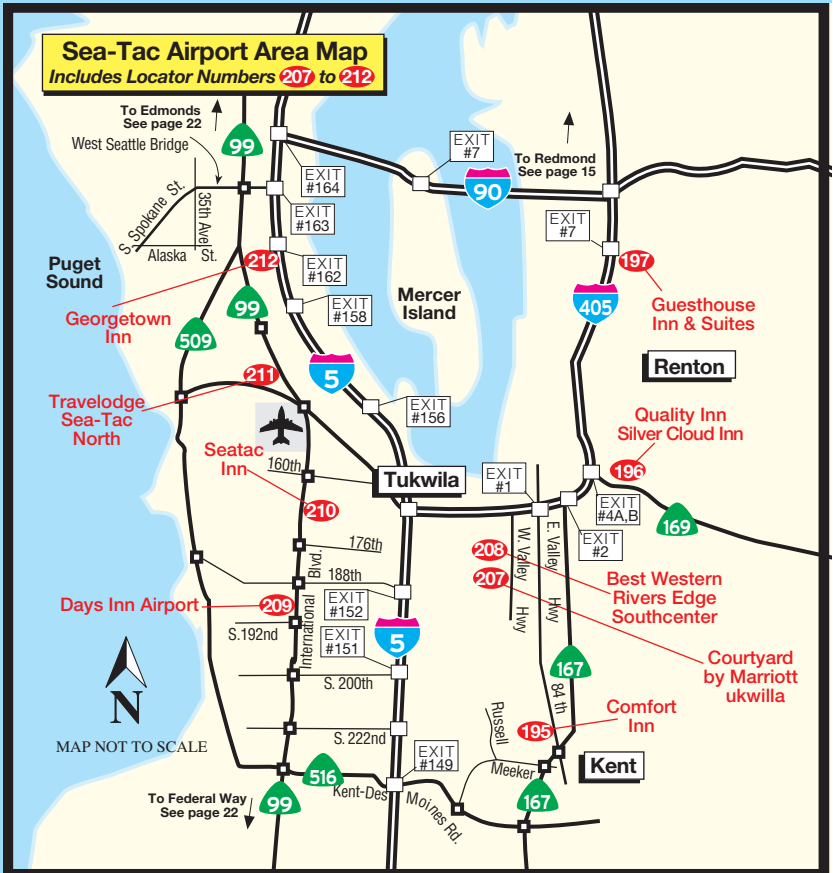 Sea-Tac Airport Area Map
Includes Locator Numbers 207 to 212
To Edmonds
See page 22
West Seattle Bridge
99
EXIT
#164
EXIT
#7
To Redmond
See page 15
90
S. Spokane St.
35th Ave
Alaska St.
EXIT
#163
EXIT
#7
Puget
Sound
212
EXIT
#162
197
Georgetown
Inn
99
EXIT
#158
Mercer
Island
405
Guesthouse
Inn & Suites
509
5
Renton
211
Travelodge
Sea-Tac
North
EXIT
#156
Quality Inn
Silver Cloud Inn
196
Seatac
Inn
160th
Tukwila
EXIT
#1
EXIT
#4A,B
169
210
EXIT
#2
W. Valley Hwy
E. Valley Hwy
176th
208
207
Best Western
Rivers Edge
Southcenter
188th
International Blvd.
Days Inn Airport
209
EXIT
#152
S.192nd
EXIT
#151
5
Courtyard
by Marriott
ukwilla
167
84 th
S. 200th
N
MAP NOT TO SCALE
Russell
195
Comfort
Inn
S. 222nd
EXIT
#149
Meeker
Kent
516
Kent-Des Moines Rd.
167
To Federal Way
See page 22
99